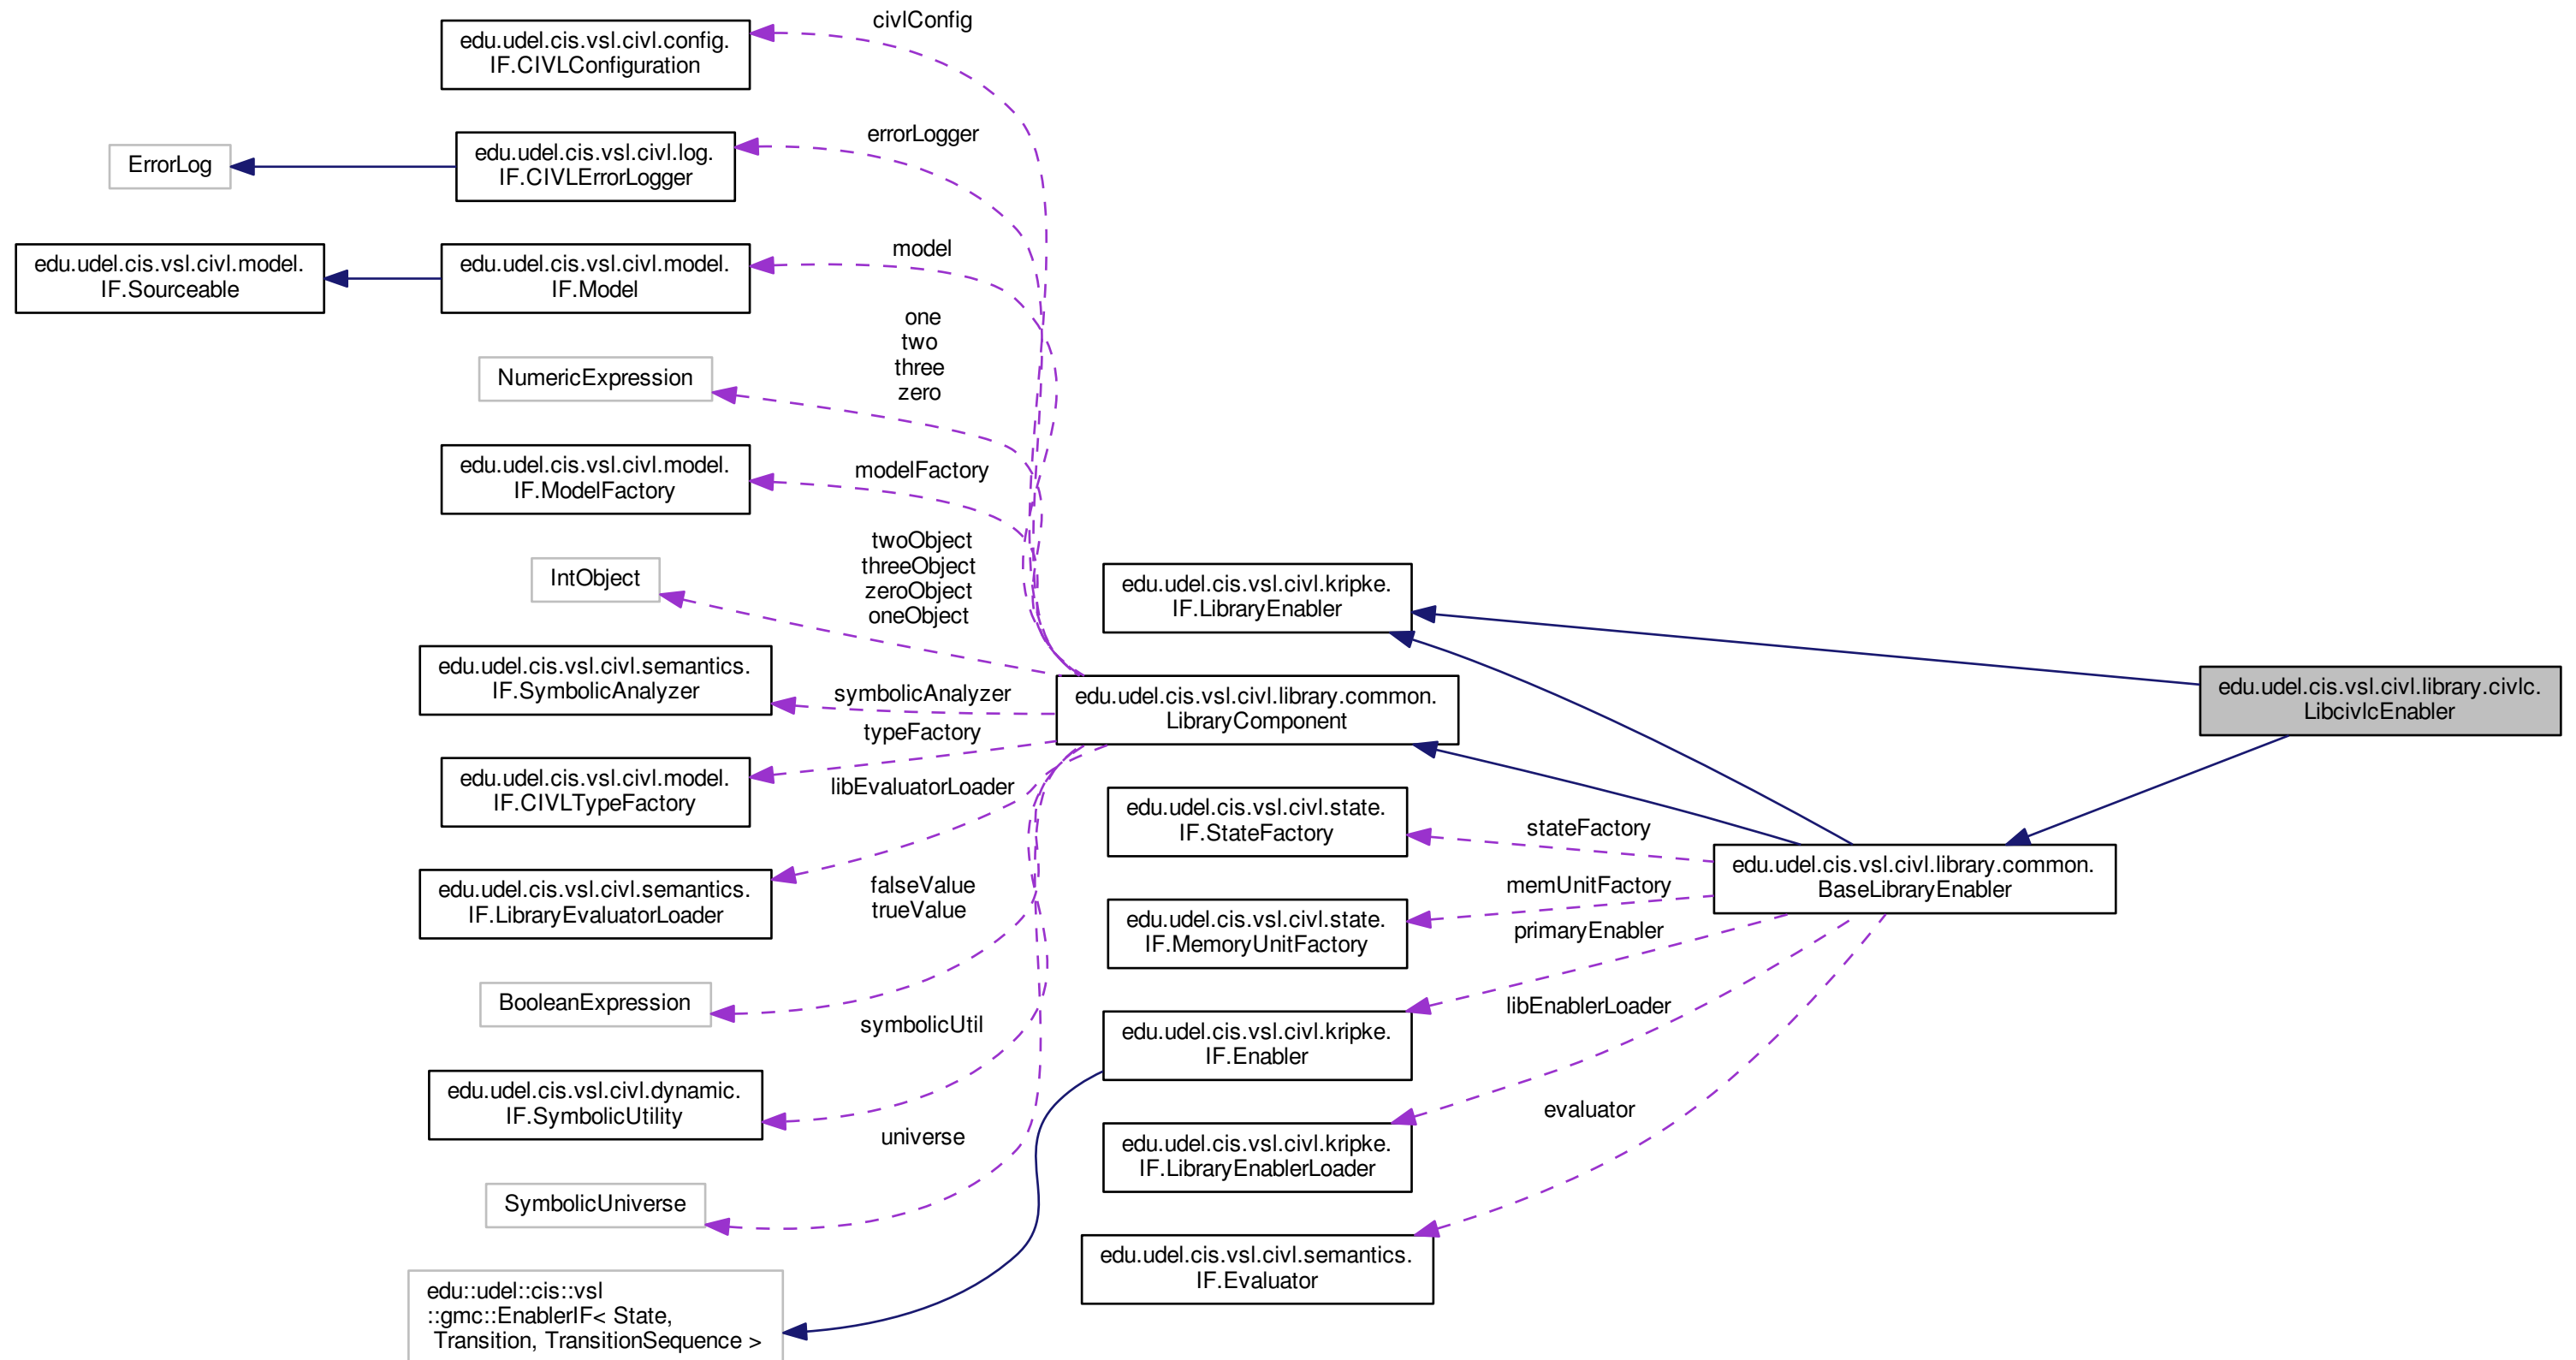 civlConfig
edu.udel.cis.vsl.civl.config.
IF.CIVLConfiguration
errorLogger
ErrorLog
edu.udel.cis.vsl.civl.log.
IF.CIVLErrorLogger
model
edu.udel.cis.vsl.civl.model.
IF.Sourceable
edu.udel.cis.vsl.civl.model.
IF.Model
one
two
three
zero
NumericExpression
modelFactory
edu.udel.cis.vsl.civl.model.
IF.ModelFactory
twoObject
threeObject
zeroObject
oneObject
IntObject
edu.udel.cis.vsl.civl.kripke.
IF.LibraryEnabler
edu.udel.cis.vsl.civl.semantics.
IF.SymbolicAnalyzer
symbolicAnalyzer
edu.udel.cis.vsl.civl.library.common.
LibraryComponent
edu.udel.cis.vsl.civl.library.civlc.
LibcivlcEnabler
typeFactory
edu.udel.cis.vsl.civl.model.
IF.CIVLTypeFactory
libEvaluatorLoader
edu.udel.cis.vsl.civl.state.
IF.StateFactory
stateFactory
edu.udel.cis.vsl.civl.library.common.
BaseLibraryEnabler
edu.udel.cis.vsl.civl.semantics.
IF.LibraryEvaluatorLoader
falseValue
trueValue
memUnitFactory
edu.udel.cis.vsl.civl.state.
IF.MemoryUnitFactory
primaryEnabler
BooleanExpression
symbolicUtil
libEnablerLoader
edu.udel.cis.vsl.civl.kripke.
IF.Enabler
edu.udel.cis.vsl.civl.dynamic.
IF.SymbolicUtility
universe
evaluator
edu.udel.cis.vsl.civl.kripke.
IF.LibraryEnablerLoader
SymbolicUniverse
edu.udel.cis.vsl.civl.semantics.
IF.Evaluator
edu::udel::cis::vsl
::gmc::EnablerIF< State,
Transition, TransitionSequence >